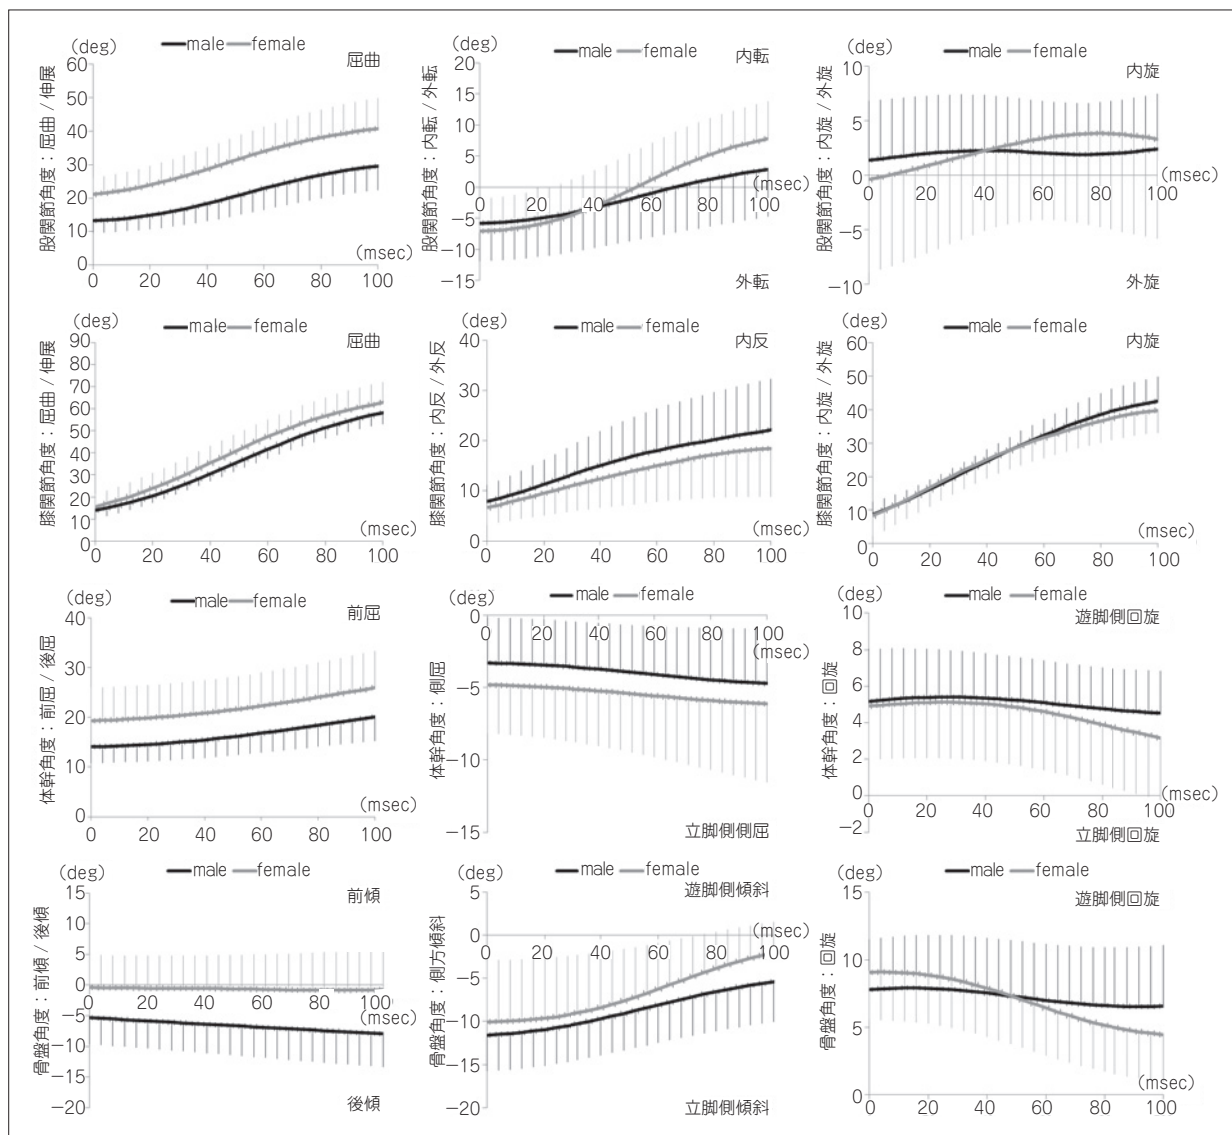 (deg) male female 屈曲
股関節角度：屈曲 / 伸展
60
50
40
30
20
10
0
(msec)
0 20 40 60 80 100
(deg) male female 内転
股関節角度：内転 / 外転
20
15
10
5
0
−5
−10
−15
(msec)
0 20 40 60 80 100
外転
(deg) male female 内旋
股関節角度：内旋 / 外旋
10
5
0
−5
−10
(msec)
0 20 40 60 80 100
外旋
(deg) male female 屈曲
膝関節角度：屈曲 / 伸展
90
80
70
60
50
40
30
20
10
0
(msec)
0 20 40 60 80 100
(deg) male female 内反
膝関節角度：内反 / 外反
40
30
20
10
0
(msec)
0 20 40 60 80 100
(deg) male female 内旋
膝関節角度：内旋 / 外旋
60
50
40
30
20
10
0
(msec)
0 20 40 60 80 100
(deg) male female 前屈
体幹角度：前屈 / 後屈
40
30
20
10
0
(msec)
0 20 40 60 80 100
(deg) male female
体幹角度：側屈
0
−5
−10
−15
0 20 40 60 80 100
(msec)
立脚側側屈
(deg) male female 遊脚側回旋
体幹角度：回旋
10
8
6
4
2
0
−2
(msec)
0 20 40 60 80 100
立脚側回旋
(deg) male female 前傾
骨盤角度：前傾 / 後傾
15
10
5
0
−5
−10
−15
−20
(msec)
0 20 40 60 80 100
後傾
(deg) male female 遊脚側傾斜
骨盤角度：側方傾斜
5
0
−5
−10
−15
−20
(msec)
0 20 40 60 80 100
立脚側傾斜
(deg) male female 遊脚側回旋
骨盤角度：回旋
15
10
5
0
(msec)
0 20 40 60 80 100